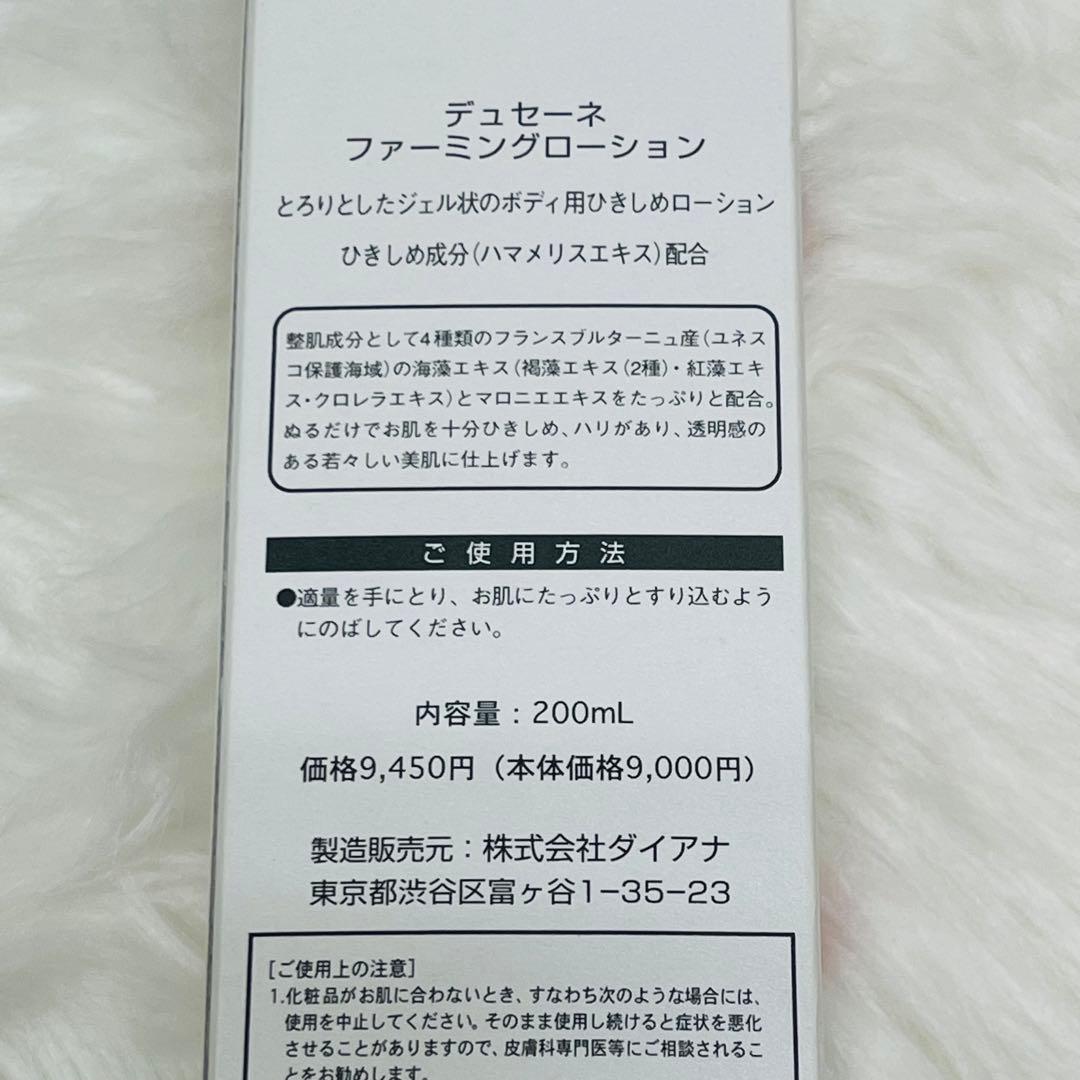 デュセーネ
ファーミングローション
とろりとしたジェル状のボディ用ひきしめローション
ひきしめ成分(ハマメリスエキス)配合
整肌成分として4種類のフランスブルターニュ産(ユネス
コ保護海域)の海藻エキス(褐藻エキス(2種)・紅藻エキ
ス・クロレラエキス)とマロニエエキスをたっぷりと配合。
ぬるだけでお肌を十分ひきしめ、ハリがあり、透明感の
ある若々しい美肌に仕上げます。
ご使用方法
●適量を手にとり、お肌にたっぷりとすり込むよう
にのばしてください。
内容量:200mL
価格9,450円(本体価格9,000円)
製造販売元:株式会社ダイアナ
東京都渋谷区富ヶ谷1-35-23
[ご使用上の注意]
1.化粧品がお肌に合わないとき、すなわち次のような場合には、
使用を中止してください。そのまま使用し続けると症状を悪化
させることがありますので、皮膚科専門医等にご相談されるこ
とをお勧めします。